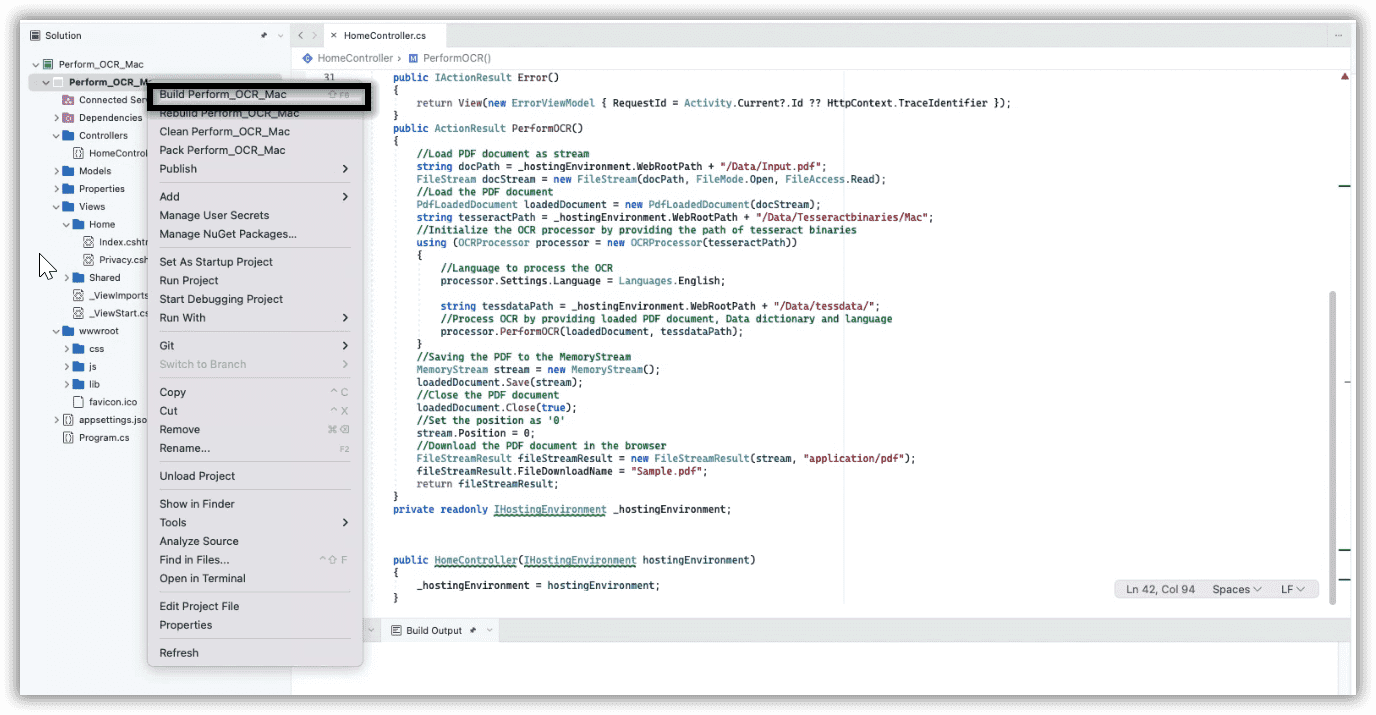 Solution
Perform_OCR_Mac
Perform_OCR_M
Connected Ser
Dependencies
Controllers
HomeControl
Models
Properties
Views
Home
Index.cshtm
Privacy.csh
Shared
_ViewImports
_ViewStart.cs
wwwroot
css
js
lib
favicon.ico
appsettings.jso
Program.cs
Build Perform_OCR_Mac ⇧ F6
Rebuild Perform_OCR_Mac
Clean Perform_OCR_Mac
Pack Perform_OCR_Mac
Publish
Add
Manage User Secrets
Manage NuGet Packages...
Set As Startup Project
Run Project
Start Debugging Project
Run With
Git
Switch to Branch
Copy ^ C
Cut ^ X
Remove ⌘⌫
Rename... F2
Unload Project
Show in Finder
Tools
Analyze Source
Find in Files... ^⇧ F
Open in Terminal
Edit Project File
Properties
Refresh
HomeController.cs
HomeController › PerformOCR()
31 public IActionResult Error()
{
return View(new ErrorViewModel { RequestId = Activity.Current?.Id ?? HttpContext.TraceIdentifier });
}
public ActionResult PerformOCR()
{
//Load PDF document as stream
string docPath = _hostingEnvironment.WebRootPath + "/Data/Input.pdf";
FileStream docStream = new FileStream(docPath, FileMode.Open, FileAccess.Read);
//Load the PDF document
PdfLoadedDocument loadedDocument = new PdfLoadedDocument(docStream);
string tesseractPath = _hostingEnvironment.WebRootPath + "/Data/Tesseractbinaries/Mac";
//Initialize the OCR processor by providing the path of tesseract binaries
using (OCRProcessor processor = new OCRProcessor(tesseractPath))
{
//Language to process the OCR
processor.Settings.Language = Languages.English;
string tessdataPath = _hostingEnvironment.WebRootPath + "/Data/tessdata/";
//Process OCR by providing loaded PDF document, Data dictionary and language
processor.PerformOCR(loadedDocument, tessdataPath);
}
//Saving the PDF to the MemoryStream
MemoryStream stream = new MemoryStream();
loadedDocument.Save(stream);
//Close the PDF document
loadedDocument.Close(true);
//Set the position as '0'
stream.Position = 0;
//Download the PDF document in the browser
FileStreamResult fileStreamResult = new FileStreamResult(stream, "application/pdf");
fileStreamResult.FileDownloadName = "Sample.pdf";
return fileStreamResult;
}
private readonly IHostingEnvironment _hostingEnvironment;
public HomeController(IHostingEnvironment hostingEnvironment)
{
_hostingEnvironment = hostingEnvironment;
}
Ln 42, Col 94 Spaces LF
Build Output